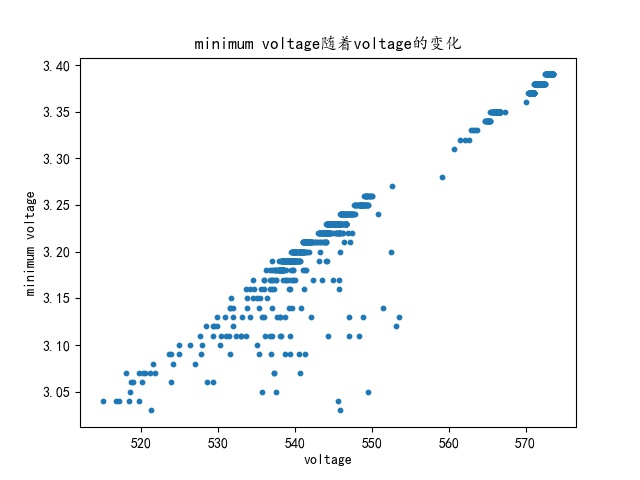 minimum voltage随着voltage的变化
3.40
3.35
3.30
3.25
3.20
3.15
3.10
3.05
minimum voltage
520 530 540 550 560 570
voltage